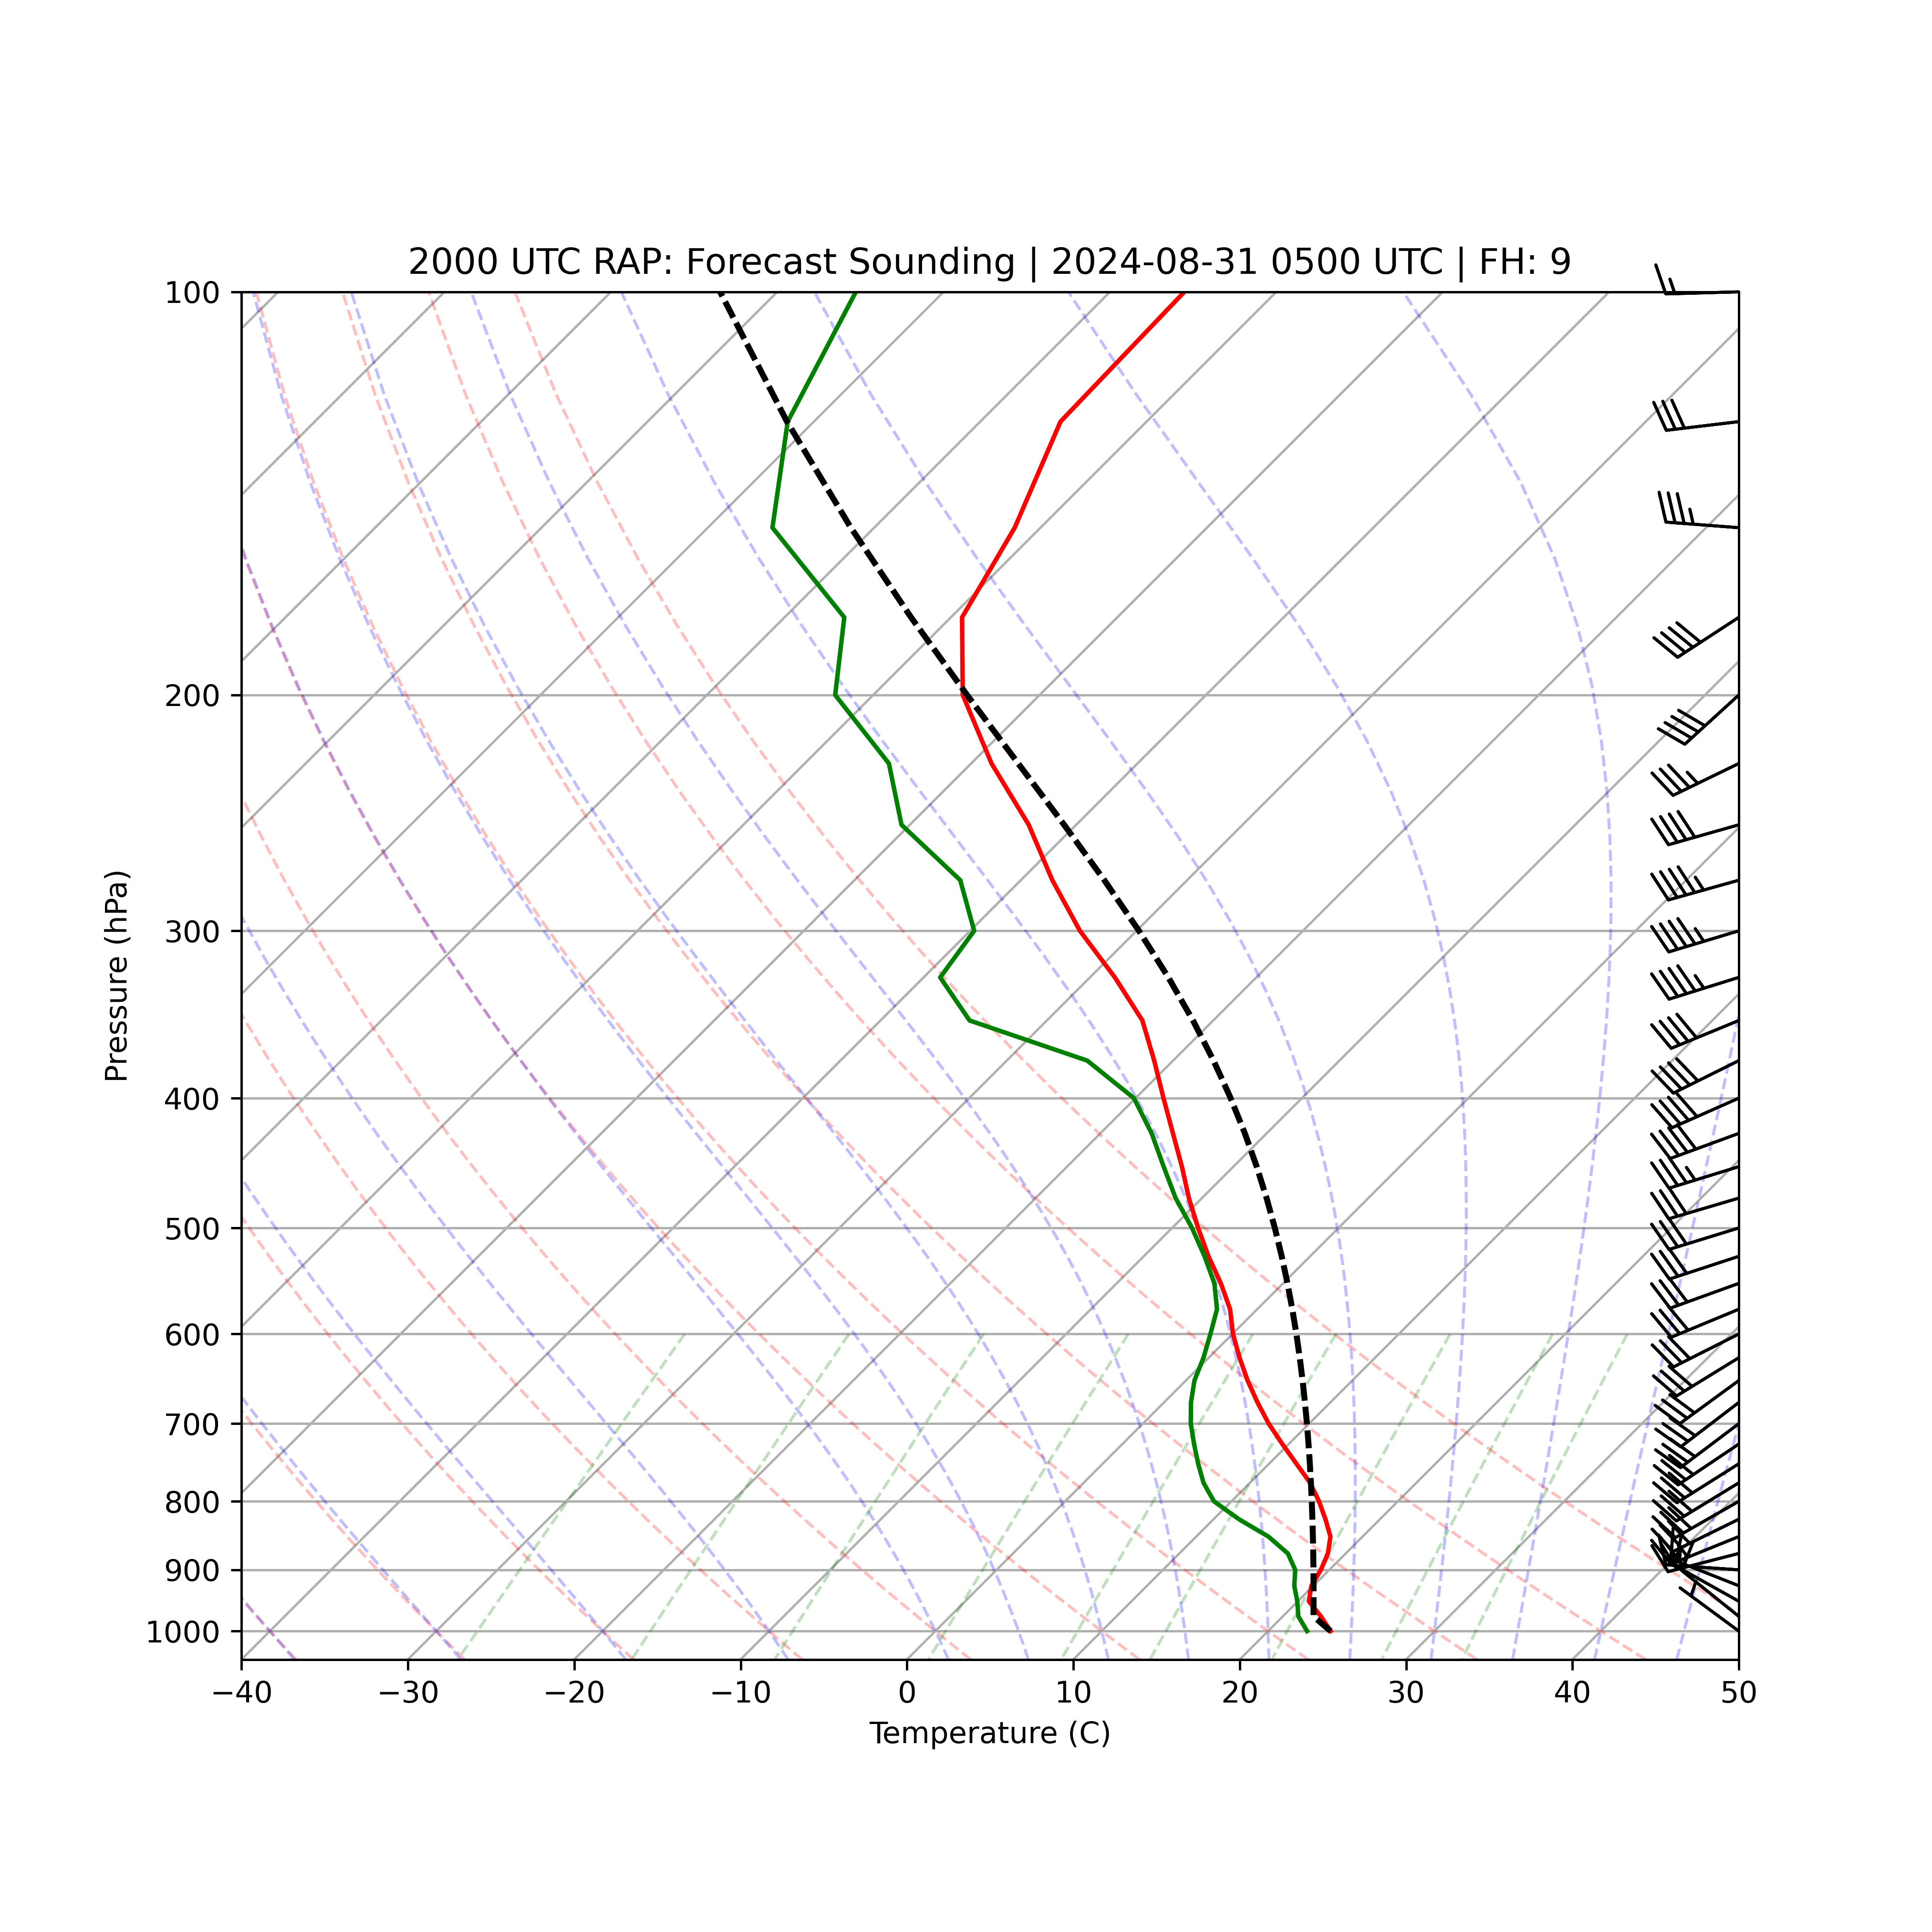 2000 UTC RAP: Forecast Sounding | 2024-08-31 0500 UTC | FH: 9
100
200
300
400
500
600
700
800
900
1000
Pressure (hPa)
−40 −30 −20 −10 0 10 20 30 40 50
Temperature (C)